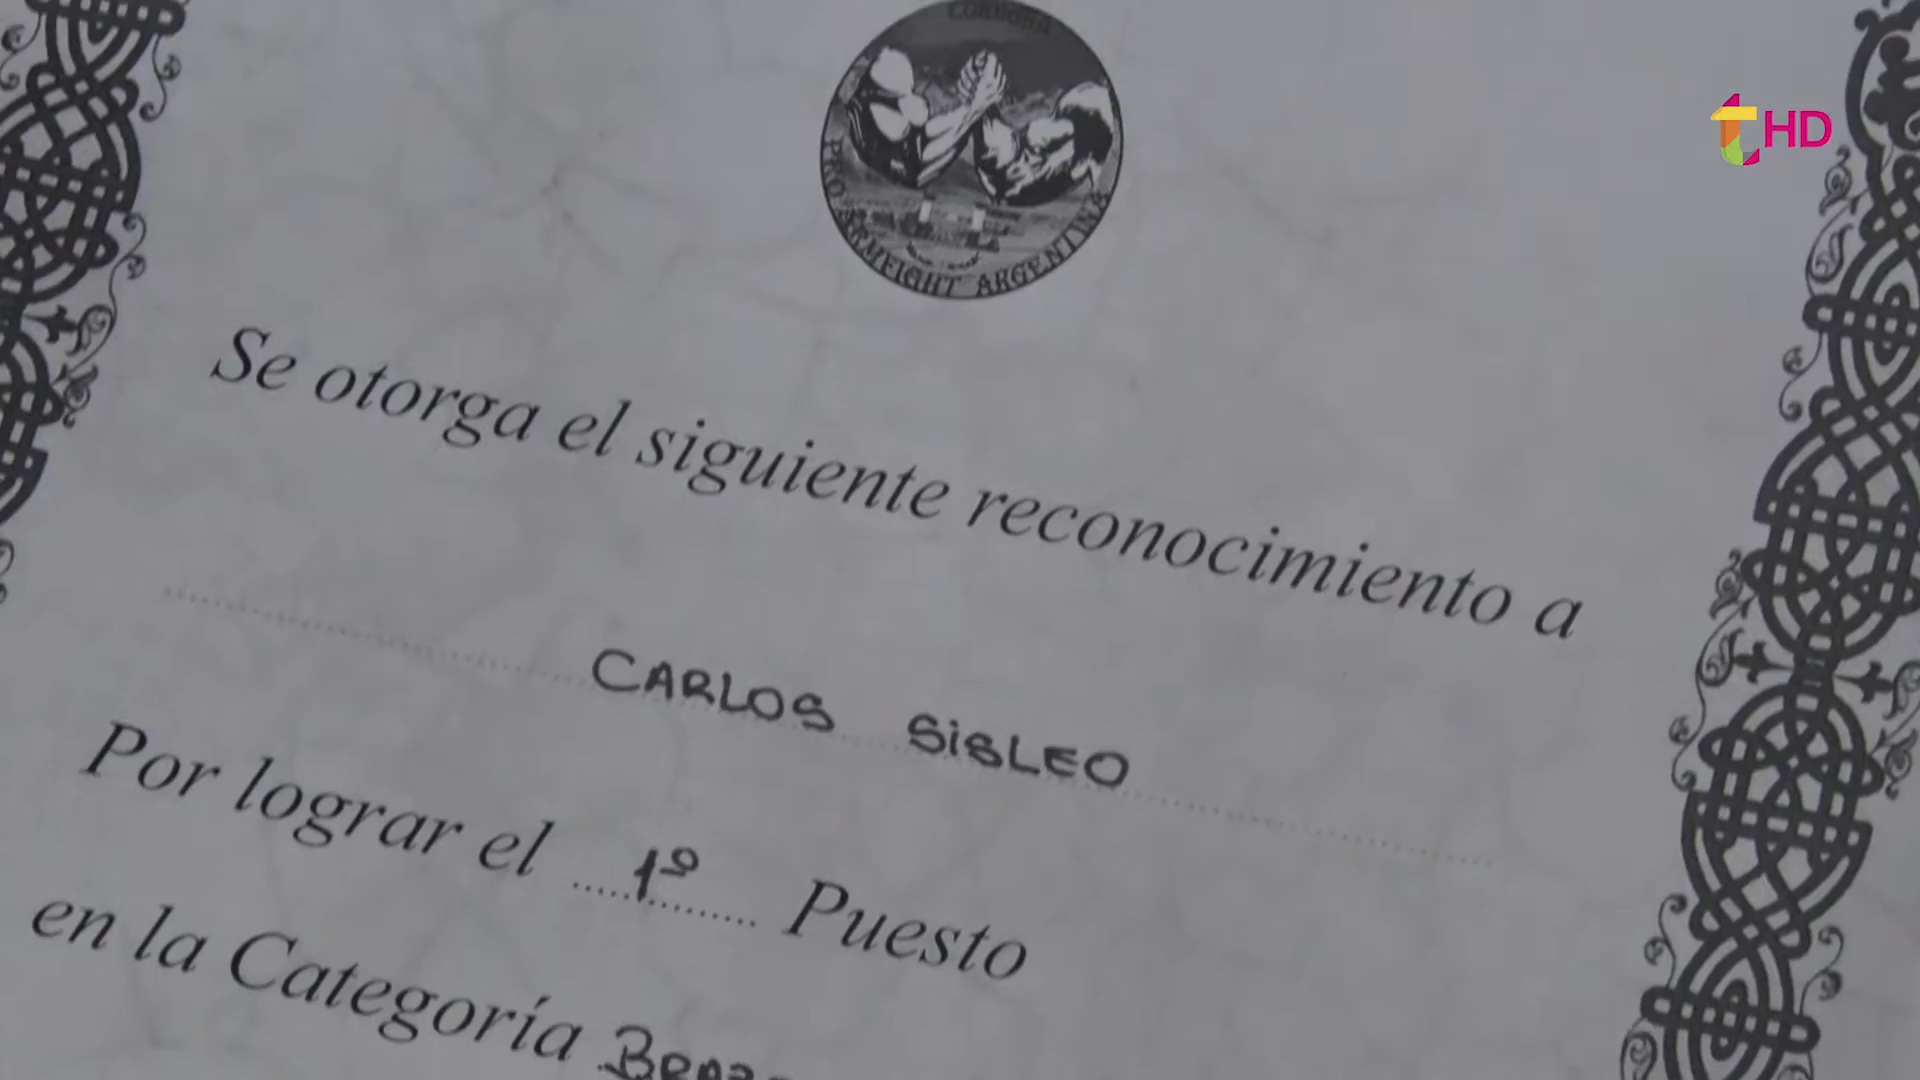 CORDOBA
PRO ARMFIGHT ARGENTINA
t HD
Se otorga el siguiente reconocimiento a
CARLOS SiSLEO
Por lograr el 1º Puesto
en la Categoría